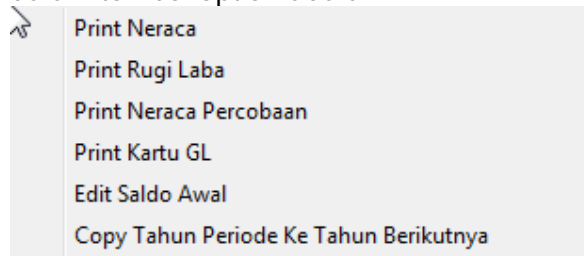 Print Neraca
Print Rugi Laba
Print Neraca Percobaan
Print Kartu GL
Edit Saldo Awal
Copy Tahun Periode Ke Tahun Berikutnya